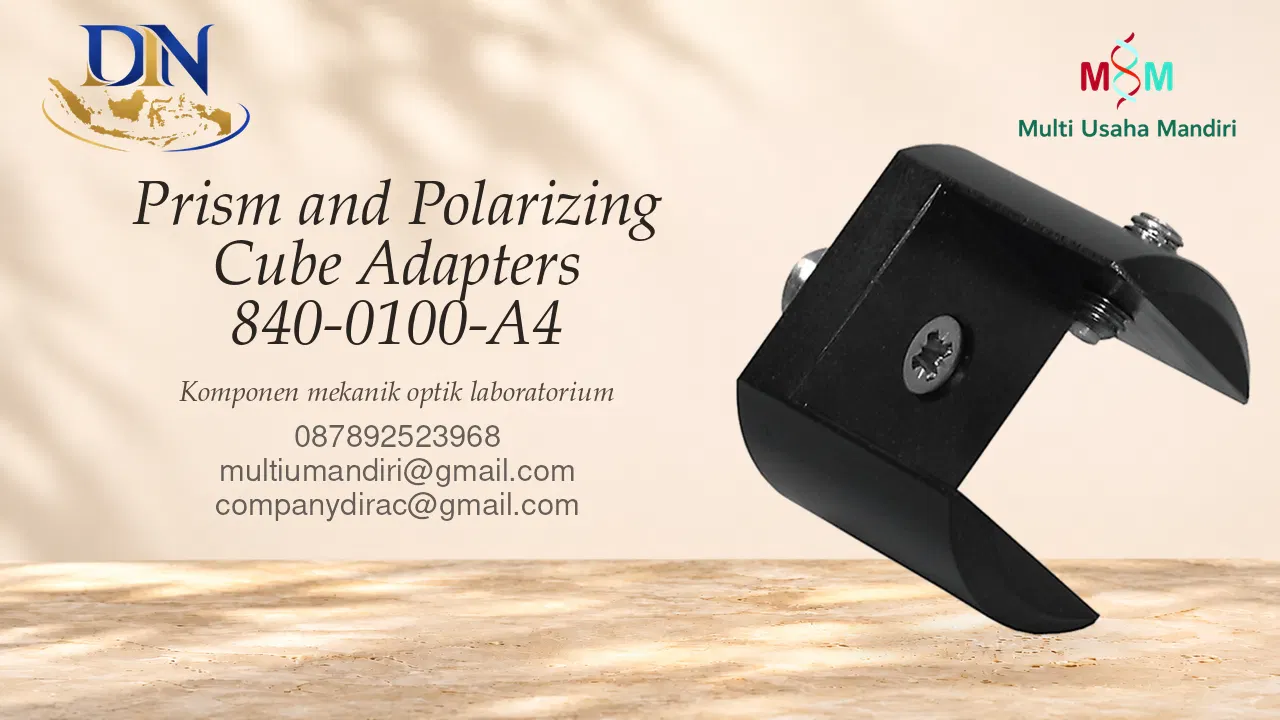 DIN
MSM
Multi Usaha Mandiri
Prism and Polarizing
Cube Adapters
840-0100-A4
Komponen mekanik optik laboratorium
087892523968
multiumandiri@gmail.com
companydirac@gmail.com